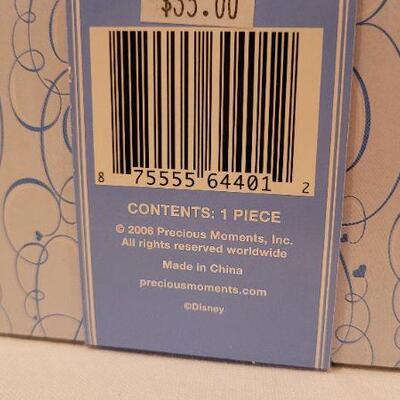 $35.00
8 75555 64401 2
CONTENTS: 1 PIECE
© 2006 Precious Moments, Inc.
All rights reserved worldwide
Made in China
preciousmoments.com
©Disney